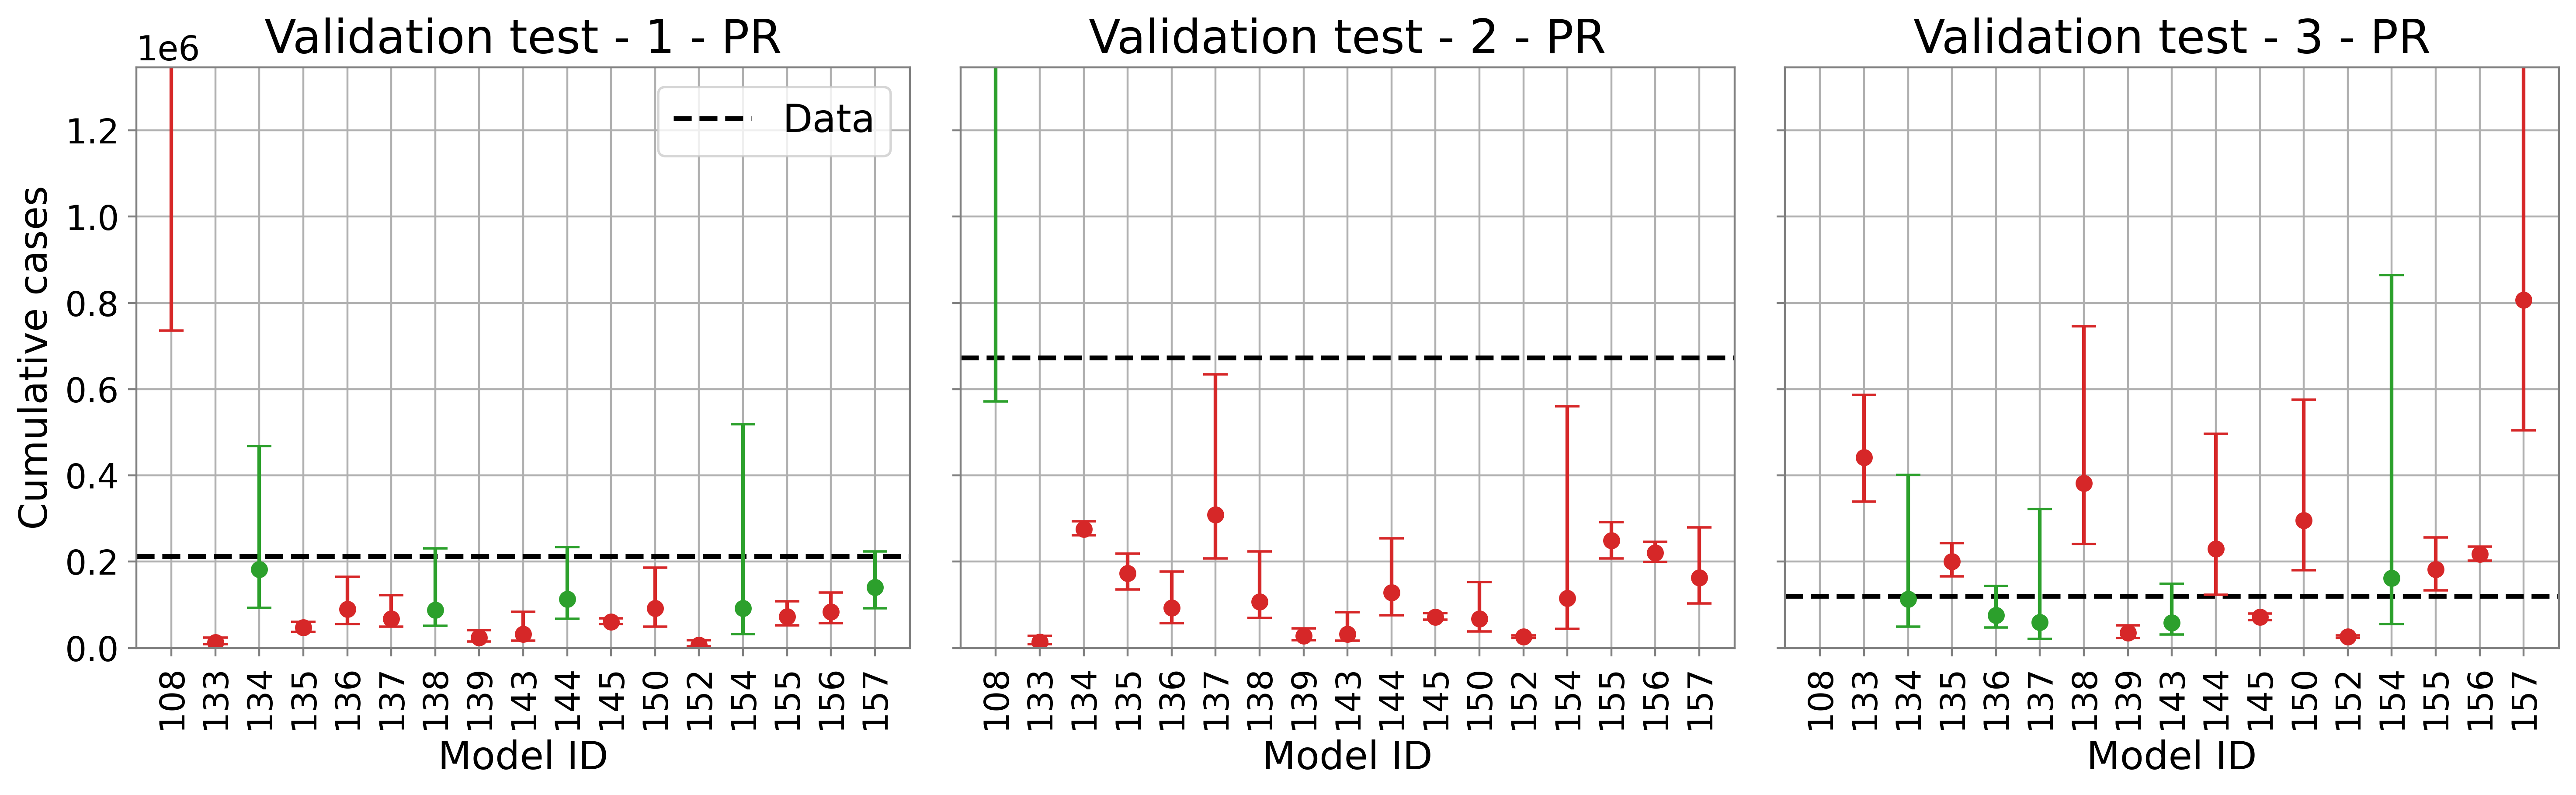 Validation test - 1 - PR
Validation test - 2 - PR
Validation test - 3 - PR
1e6
Data
Cumulative cases
1.2
1.0
0.8
0.6
0.4
0.2
0.0
108 133 134 135 136 137 138 139 143 144 145 150 152 154 155 156 157
108 133 134 135 136 137 138 139 143 144 145 150 152 154 155 156 157
108 133 134 135 136 137 138 139 143 144 145 150 152 154 155 156 157
Model ID
Model ID
Model ID